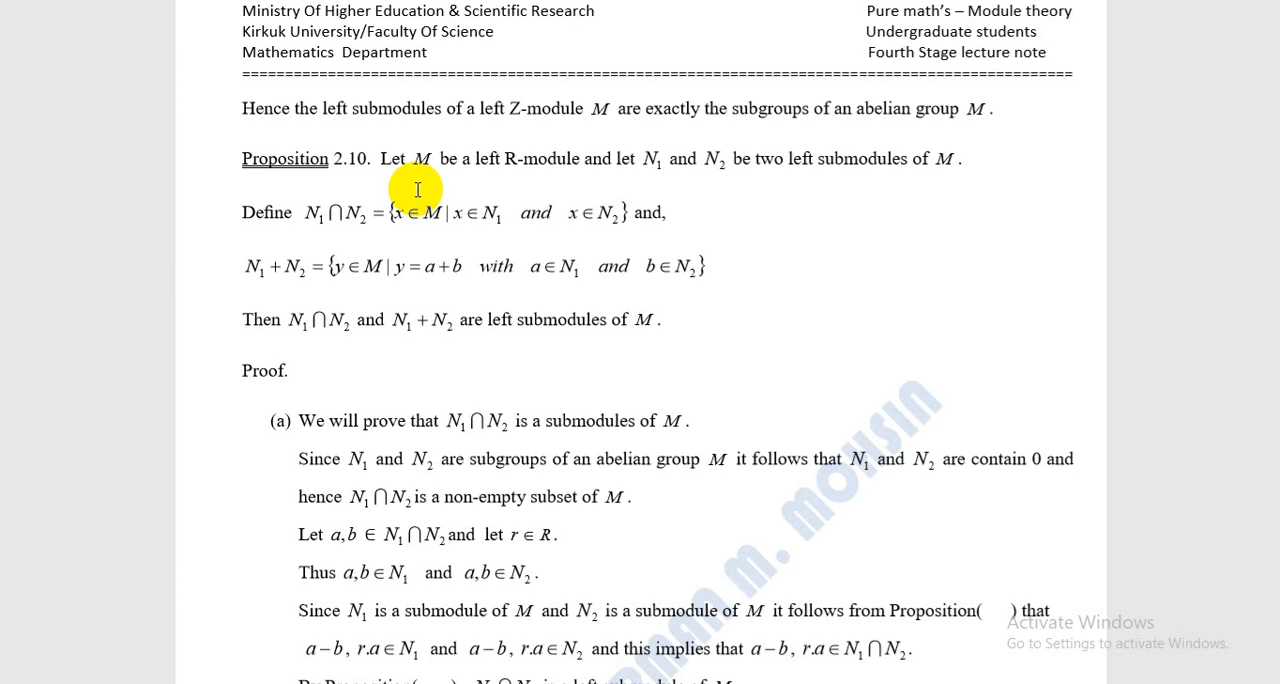 Ministry Of Higher Education & Scientific Research Pure math's – Module theory
Kirkuk University/Faculty Of Science Undergraduate students
Mathematics Department Fourth Stage lecture note
Hence the left submodules of a left Z-module M are exactly the subgroups of an abelian group M .
Proposition 2.10. Let M be a left R-module and let N₁ and N₂ be two left submodules of M .
Define N₁ ⋂ N₂ = {x ∈ M | x ∈ N₁ and x ∈ N₂} and,
N₁ + N₂ = {y ∈ M | y = a + b with a ∈ N₁ and b ∈ N₂}
Then N₁ ⋂ N₂ and N₁ + N₂ are left submodules of M .
Proof.
(a) We will prove that N₁ ⋂ N₂ is a submodules of M .
Since N₁ and N₂ are subgroups of an abelian group M it follows that N₁ and N₂ are contain 0 and
hence N₁ ⋂ N₂ is a non-empty subset of M .
Let a,b ∈ N₁ ⋂ N₂ and let r ∈ R.
Thus a,b ∈ N₁ and a,b ∈ N₂ .
Since N₁ is a submodule of M and N₂ is a submodule of M it follows from Proposition( ) that
a − b, r.a ∈ N₁ and a − b, r.a ∈ N₂ and this implies that a − b, r.a ∈ N₁ ⋂ N₂ .
M. MOHSIN
Activate Windows
Go to Settings to activate Windows.